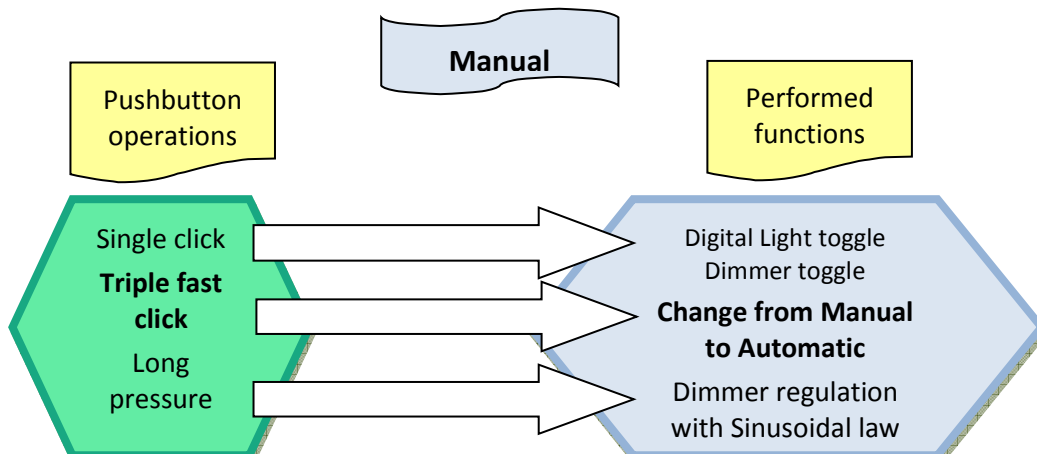 Manual
Pushbutton
operations
Performed
functions
Single click
Triple fast
click
Long
pressure
Digital Light toggle
Dimmer toggle
Change from Manual
to Automatic
Dimmer regulation
with Sinusoidal law